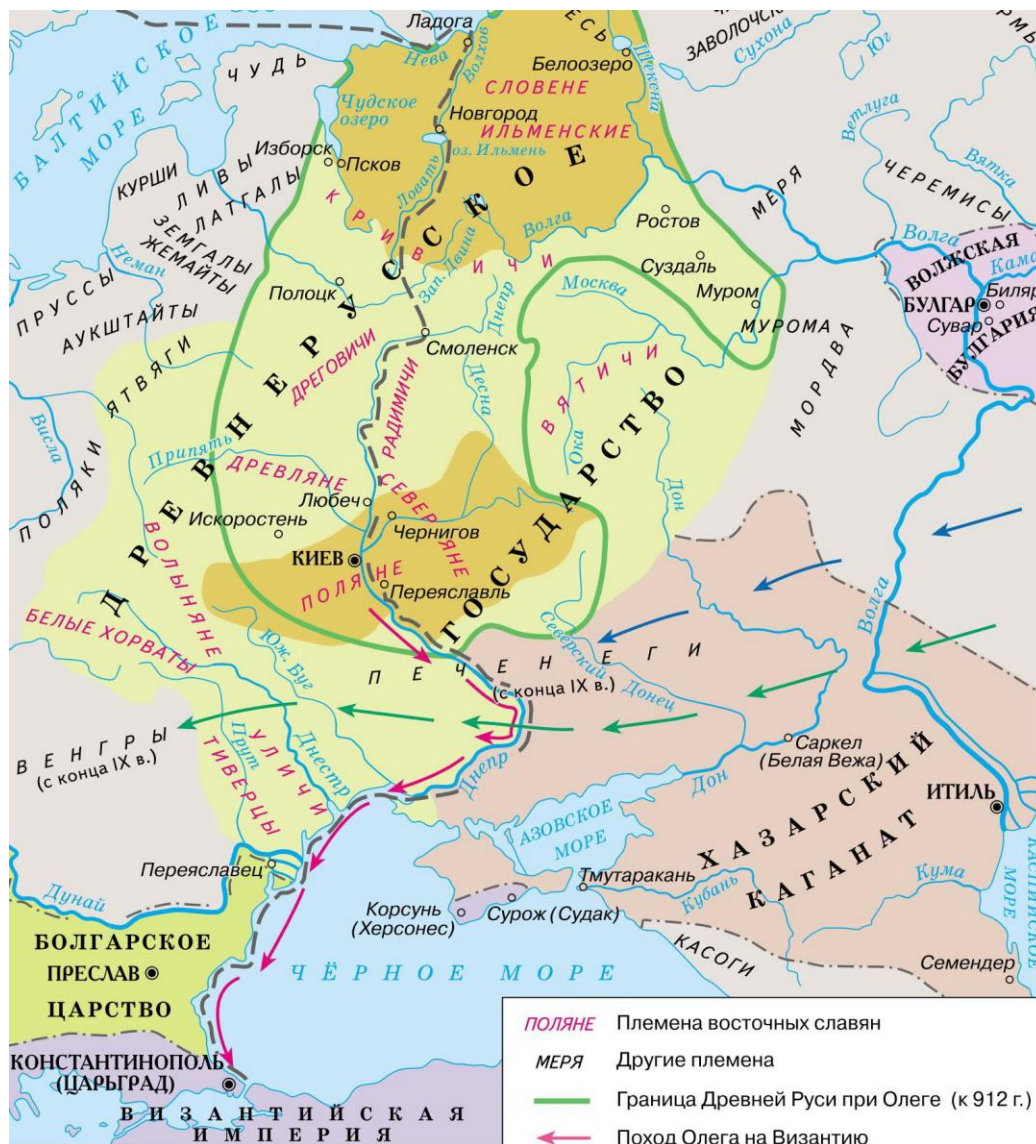 БАЛТИЙСКОЕ
МОРЕ
ЧУДЬ
Ладога
Нева
Волхов
ВЕСЬ
Белоозеро
Шексна
ЗАВОЛОЧСК
Сухона
Юг
СЛОВЕНЕ
ИЛЬМЕНСКИЕ
Чудское
озеро
Новгород
оз. Ильмень
Изборск
Псков
Ловать
КУРШИ
ЛИВЫ
ЛАТГАЛЫ
ЗЕМГАЛЫ
ЖЕМАЙТЫ
Неман
ПРУССЫ
АУКШТАЙТЫ
ЯТВЯГИ
КРИВИЧИ
Зап. Двина
Волга
Днепр
Ростов
МЕРЯ
Ветлуга
Вятка
ЧЕРЕМИСЫ
Волга
Кама
ВОЛЖСКАЯ
БУЛГАРИЯ
БУЛГАР
Биляр
Сувар
Суздаль
Москва
Муром
МУРОМА
МОРДВА
Полоцк
Смоленск
ДРЕГОВИЧИ
РАДИМИЧИ
Десна
ВЯТИЧИ
Ока
Дон
ДРЕВНЕРУССКОЕ
ГОСУДАРСТВО
Висла
ПОЛЯКИ
Припять
ДРЕВЛЯНЕ
Любеч
Искоростень
Чернигов
СЕВЕРЯНЕ
КИЕВ
ПОЛЯНЕ
Переяславль
ВОЛЫНЯНЕ
БЕЛЫЕ ХОРВАТЫ
Юж. Буг
ПЕЧЕНЕГИ
(с конца IX в.)
Северский
Донец
Волга
ВЕНГРЫ
(с конца IX в.)
Прут
УЛИЧИ
ТИВЕРЦЫ
Днестр
Днепр
Саркел
(Белая Вежа)
Дон
ХАЗАРСКИЙ
КАГАНАТ
ИТИЛЬ
АЗОВСКОЕ
МОРЕ
Переяславец
Дунай
Тмутаракань
Кубань
Кума
КАСПИЙСКОЕ
МОРЕ
Корсунь
(Херсонес)
Сурож (Судак)
КАСОГИ
Семендер
БОЛГАРСКОЕ
ПРЕСЛАВ
ЦАРСТВО
ЧЁРНОЕ МОРЕ
КОНСТАНТИНОПОЛЬ
(ЦАРЬГРАД)
ВИЗАНТИЙСКАЯ
ИМПЕРИЯ
ПОЛЯНЕ Племена восточных славян
МЕРЯ Другие племена
Граница Древней Руси при Олеге (к 912 г.)
Поход Олега на Византию